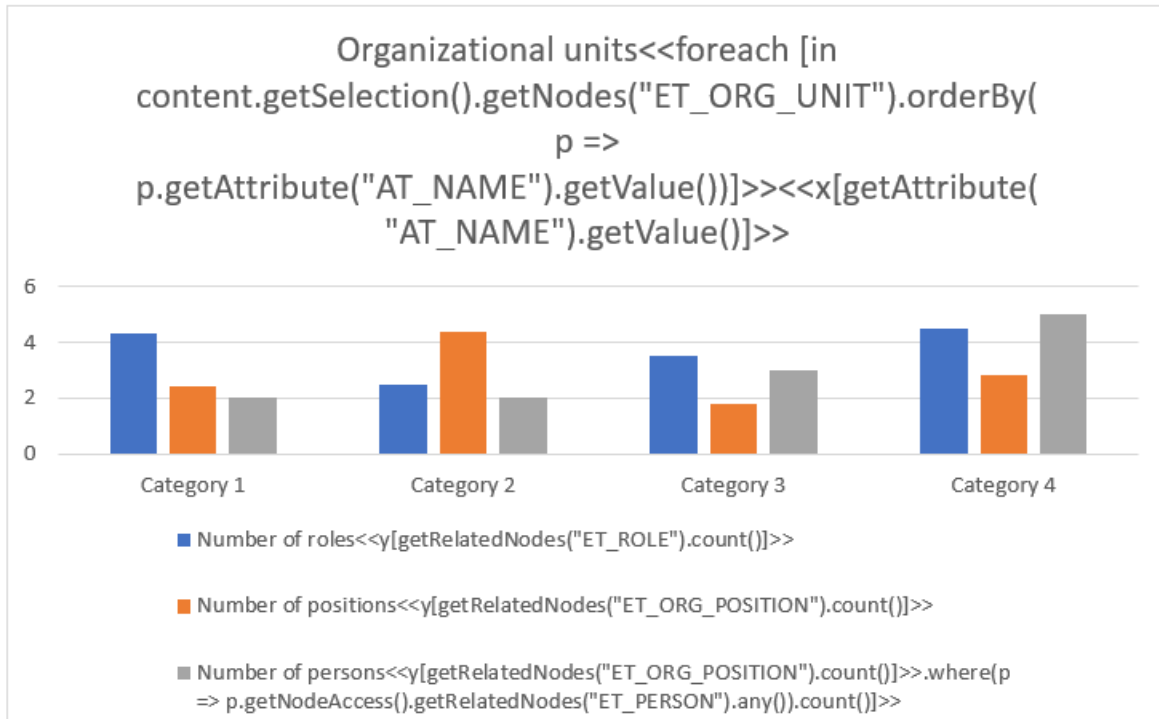 Organizational units<<foreach [in
content.getSelection().getNodes("ET_ORG_UNIT").orderBy(
p =>
p.getAttribute("AT_NAME").getValue())]>><<x[getAttribute(
"AT_NAME").getValue()]>>
6
4
2
0
Category 1 Category 2 Category 3 Category 4
Number of roles<<y[getRelatedNodes("ET_ROLE").count()]>>
Number of positions<<y[getRelatedNodes("ET_ORG_POSITION").count()]>>
Number of persons<<y[getRelatedNodes("ET_ORG_POSITION").count()]>>.where(p
=> p.getNodeAccess().getRelatedNodes("ET_PERSON").any()).count()]>>